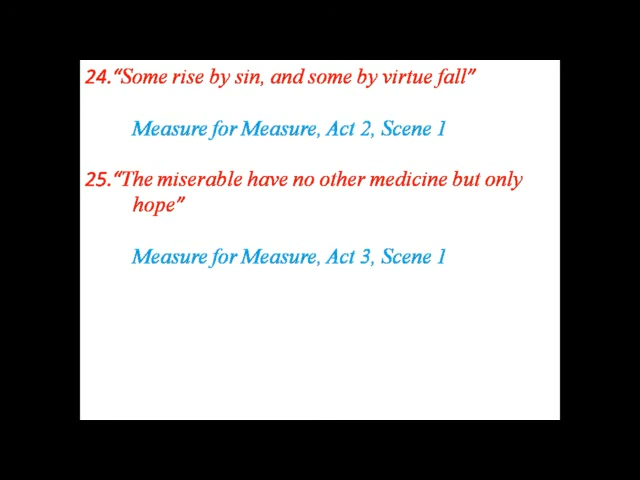 24."Some rise by sin, and some by virtue fall"
Measure for Measure, Act 2, Scene 1
25."The miserable have no other medicine but only
hope"
Measure for Measure, Act 3, Scene 1